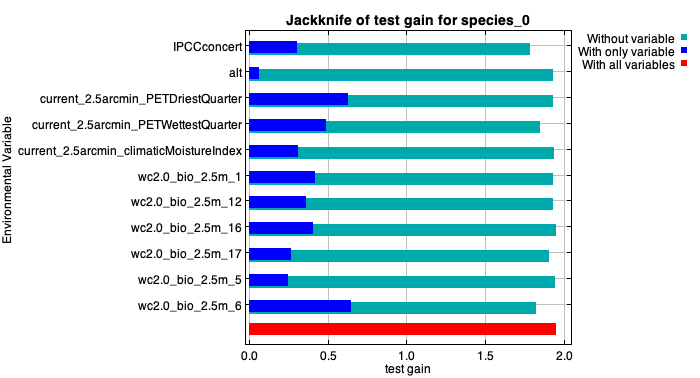 Jackknife of test gain for species_0
Without variable
With only variable
With all variables
Environmental Variable
IPCCconcert
alt
current_2.5arcmin_PETDriestQuarter
current_2.5arcmin_PETWettestQuarter
current_2.5arcmin_climaticMoistureIndex
wc2.0_bio_2.5m_1
wc2.0_bio_2.5m_12
wc2.0_bio_2.5m_16
wc2.0_bio_2.5m_17
wc2.0_bio_2.5m_5
wc2.0_bio_2.5m_6
0.0 0.5 1.0 1.5 2.0
test gain